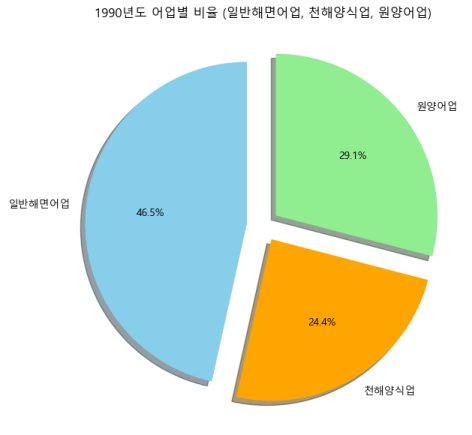 1990년도 어업별 비율 (일반해면어업, 천해양식업, 원양어업)
원양어업
29.1%
일반해면어업
46.5%
24.4%
천해양식업